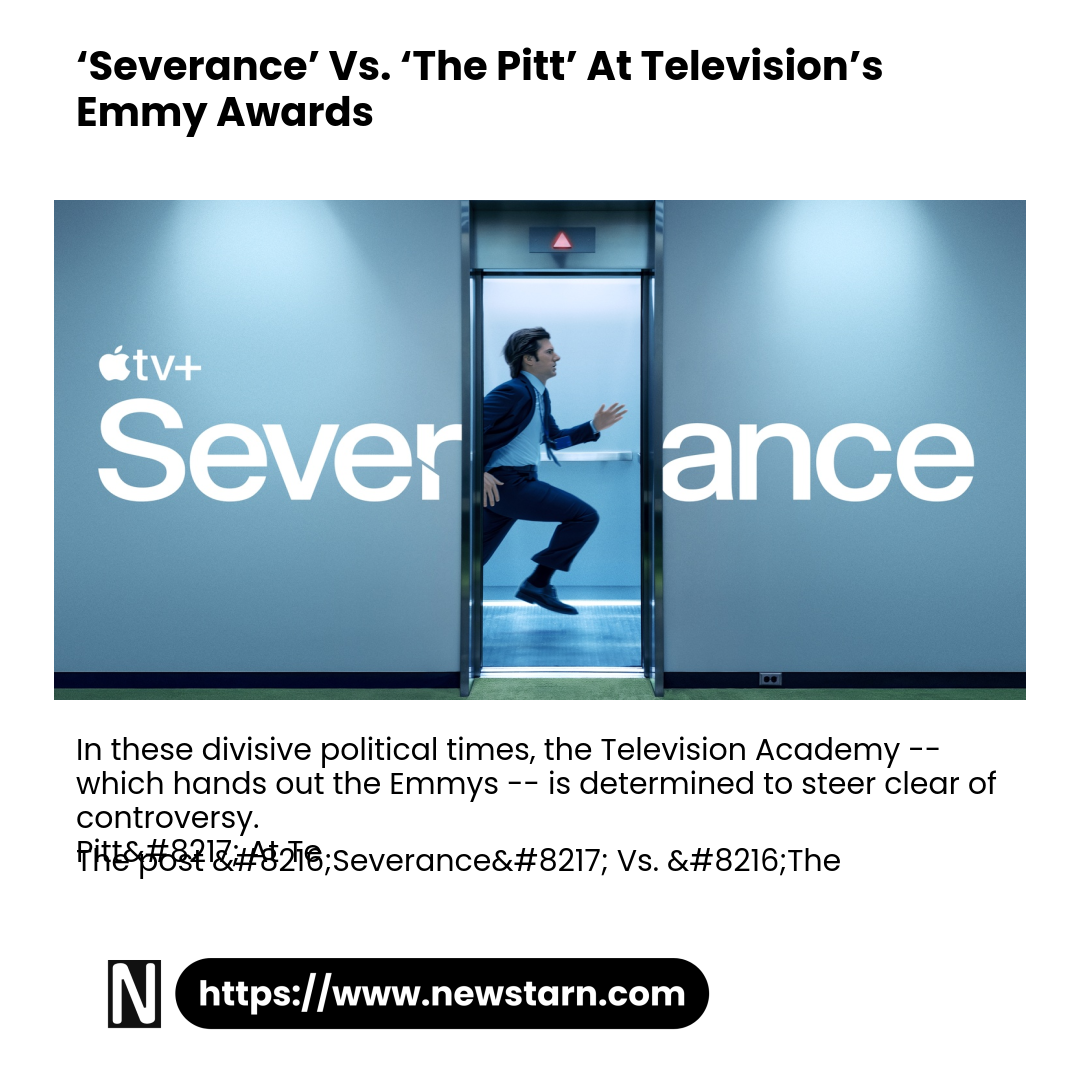 ‘Severance’ Vs. ‘The Pitt’ At Television’s
Emmy Awards
tv+
Severance
In these divisive political times, the Television Academy --
which hands out the Emmys -- is determined to steer clear of
controversy.
The post &#8216;Severance&#8217; Vs. &#8216;The
Pitt&#8217; At Te
N
https://www.newstarn.com